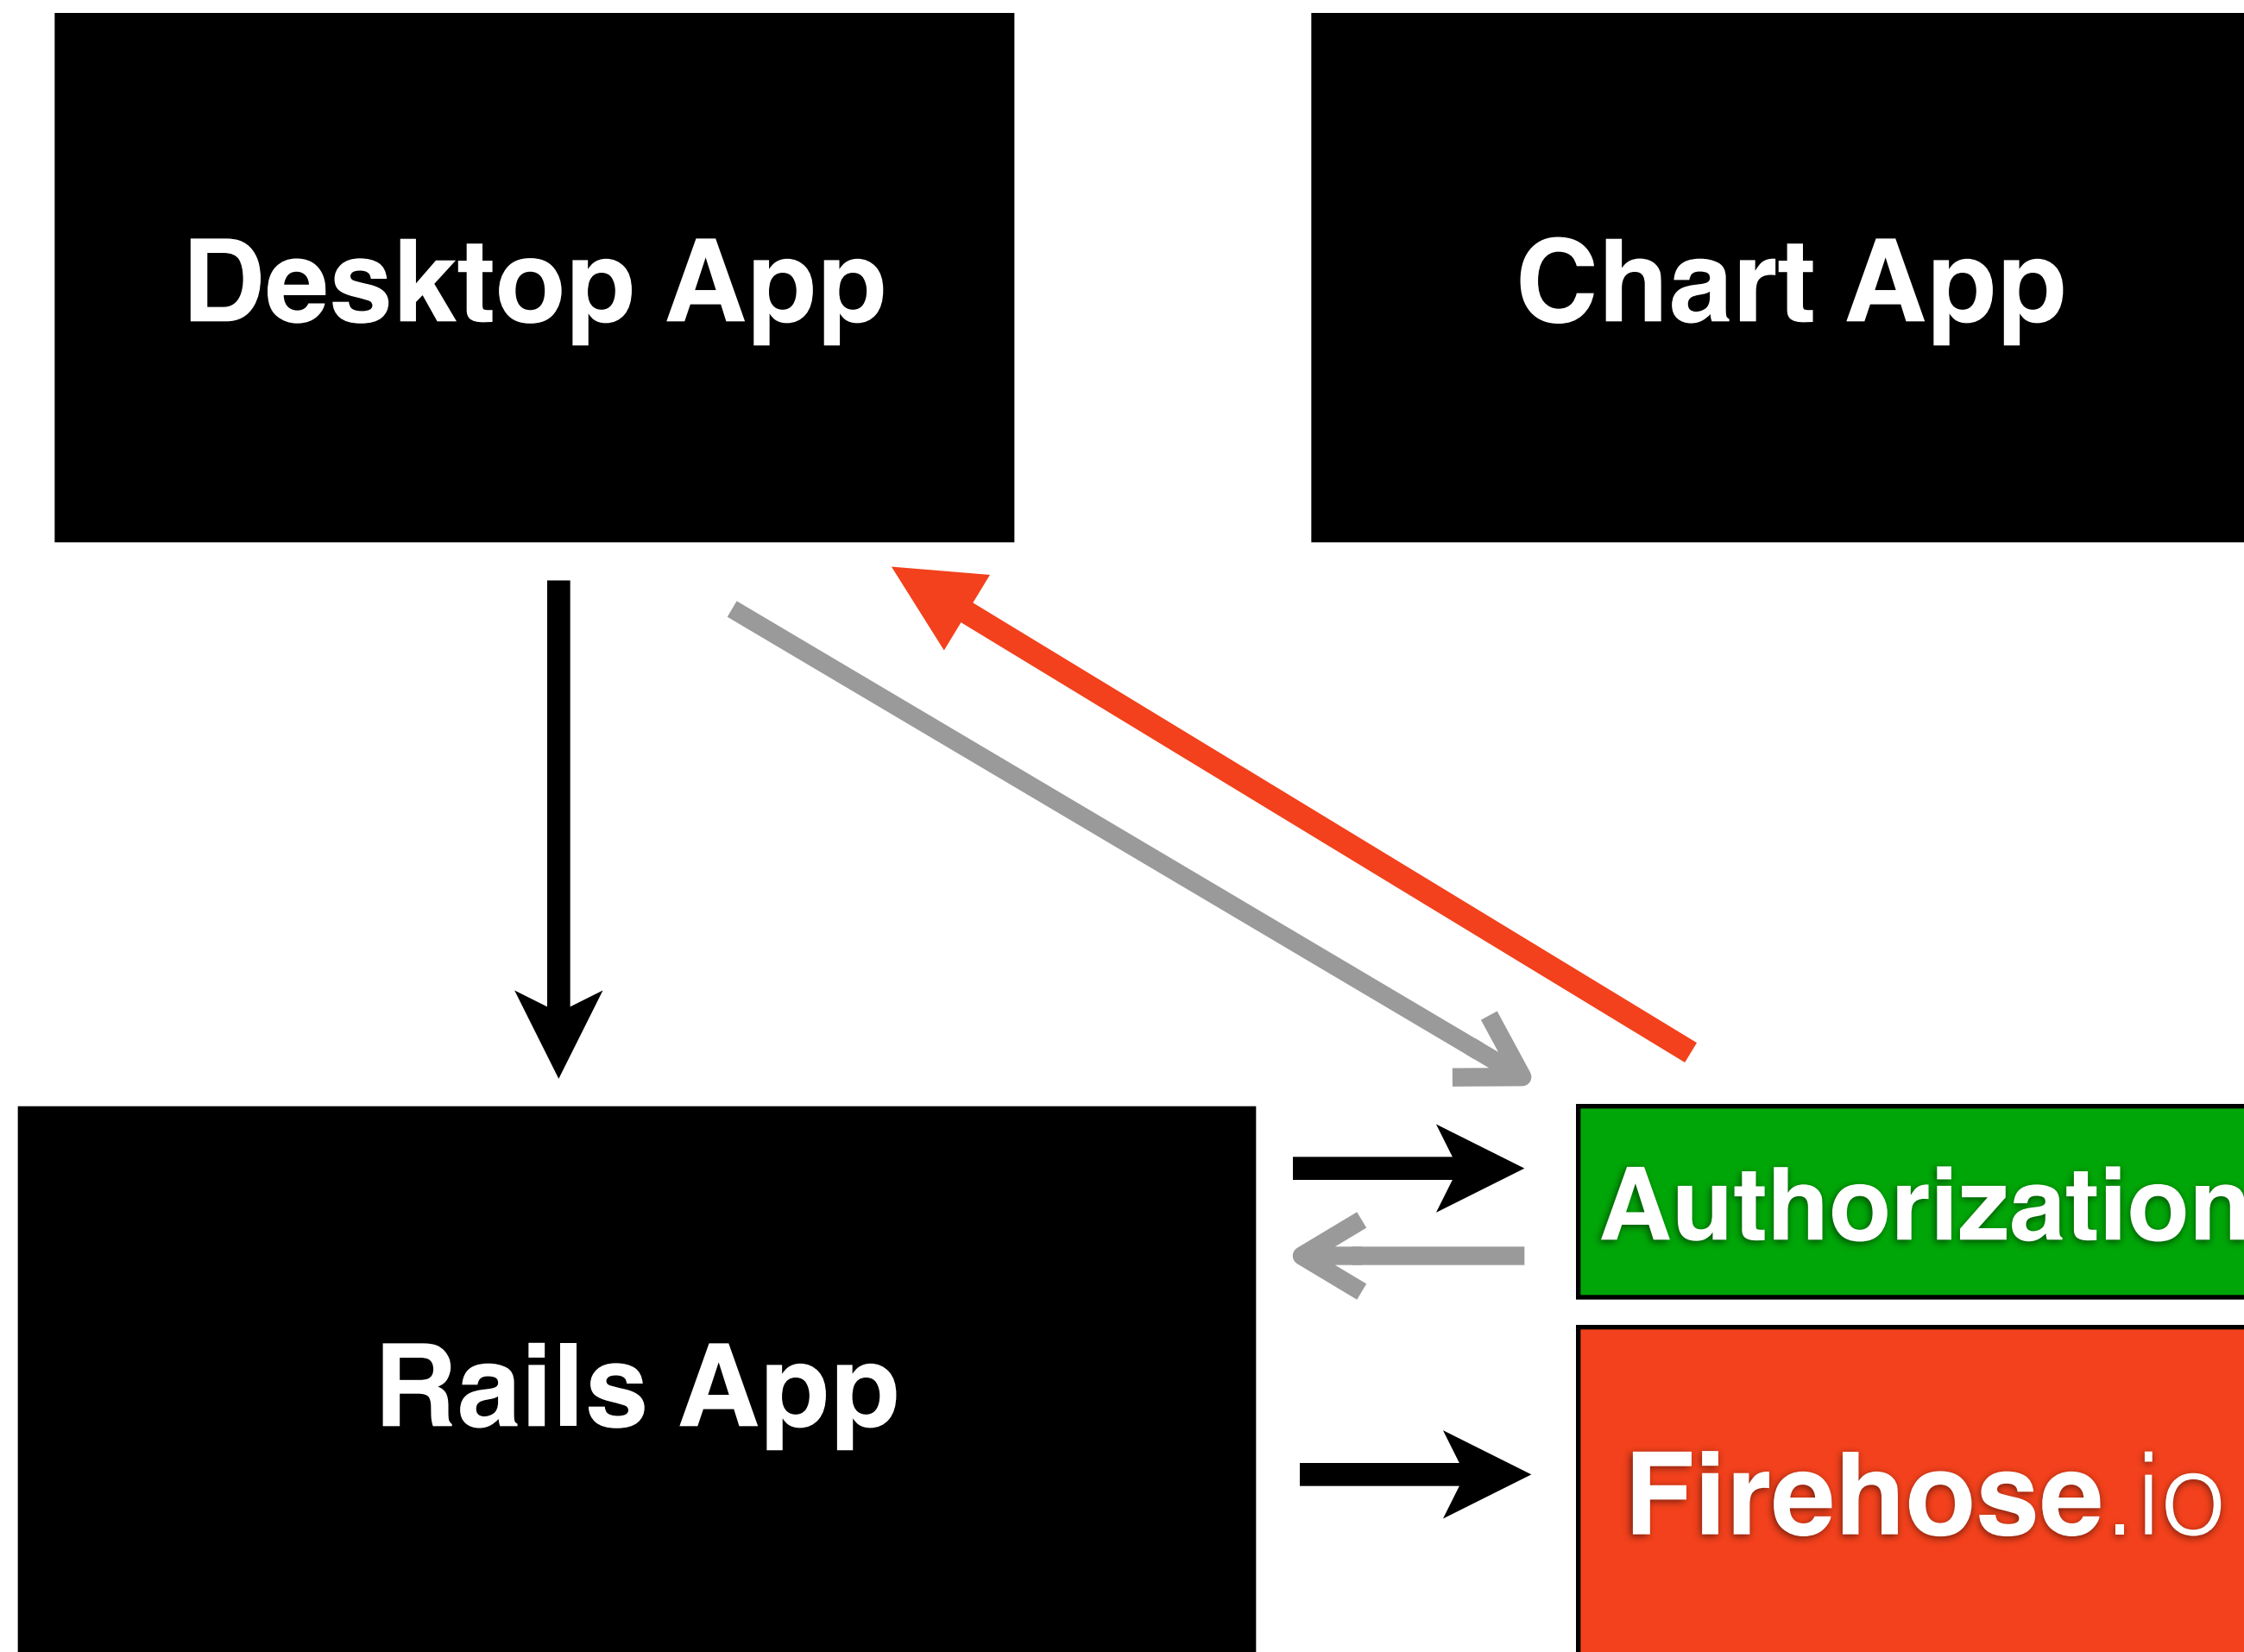 Desktop App
Chart App
Authorization
Rails App
Firehose.io